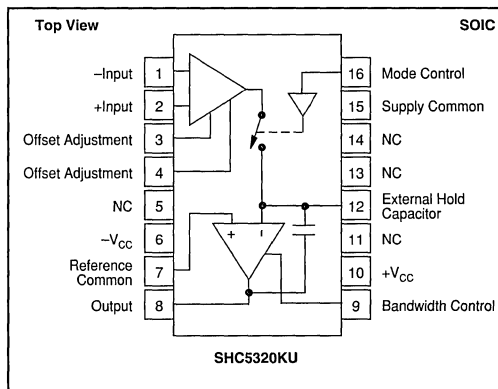 Top View
SOIC
–Input 1
+Input 2
Offset Adjustment 3
Offset Adjustment 4
NC 5
–VCC 6
Reference Common 7
Output 8
16 Mode Control
15 Supply Common
14 NC
13 NC
12 External Hold Capacitor
11 NC
10 +VCC
9 Bandwidth Control
+ –
SHC5320KU